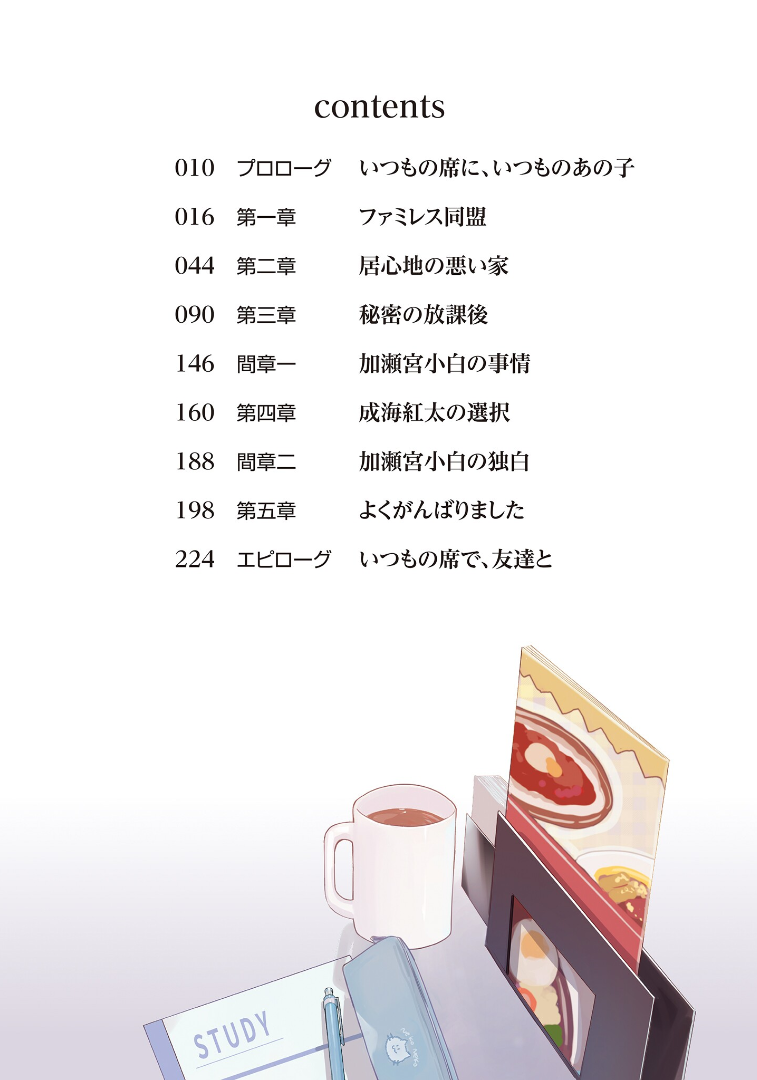 contents
010 プロローグ いつもの席に、いつものあの子
016 第一章 ファミレス同盟
044 第二章 居心地の悪い家
090 第三章 秘密の放課後
146 間章一 加瀬宮小白の事情
160 第四章 成海紅太の選択
188 間章二 加瀬宮小白の独白
198 第五章 よくがんばりました
224 エピローグ いつもの席で、友達と
STUDY